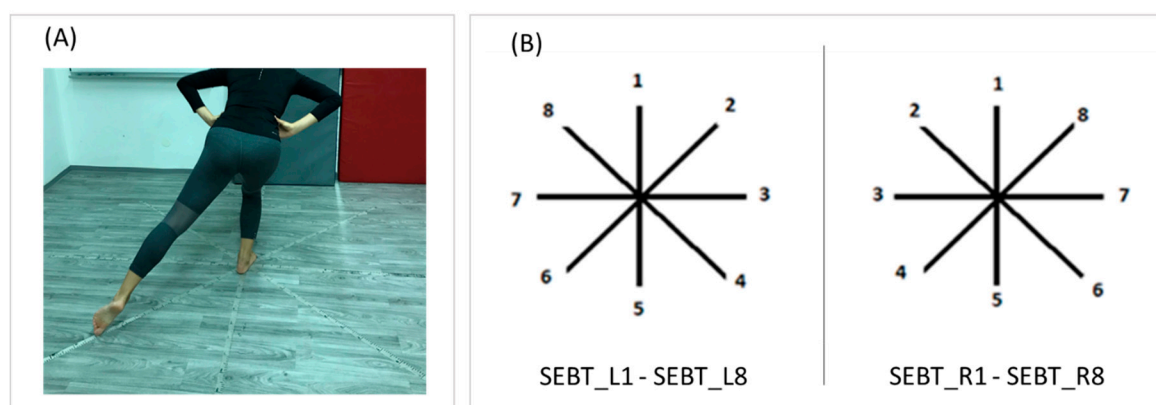 (A)
(B)
1
8 2
7 3
6 4
5
SEBT_L1 - SEBT_L8
1
2 8
3 7
4 6
5
SEBT_R1 - SEBT_R8